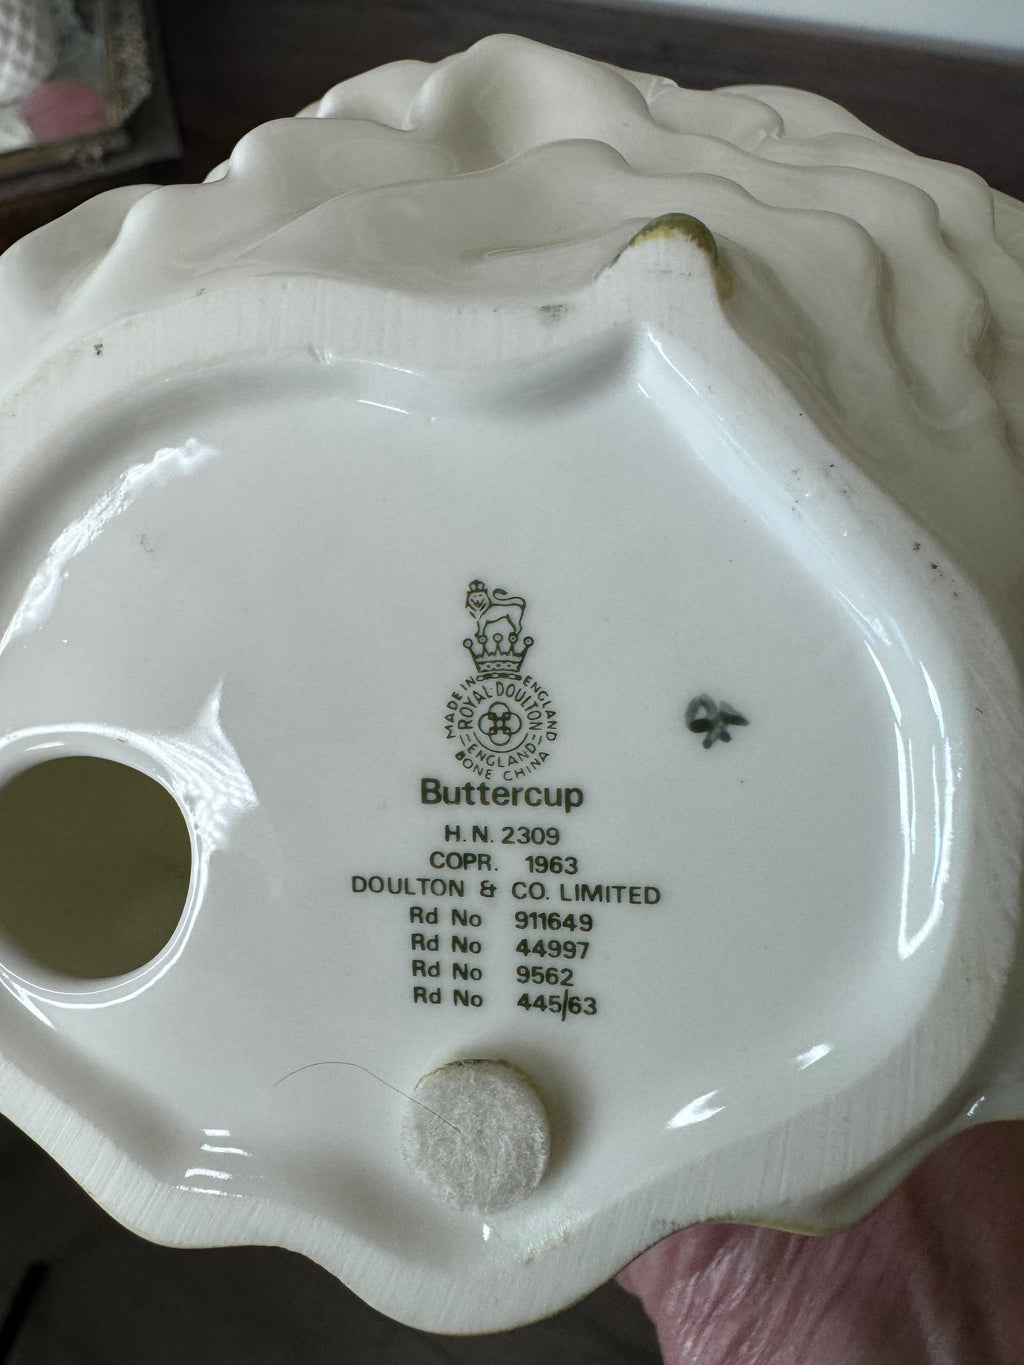 MADE IN ENGLAND
ROYAL DOULTON
ENGLAND
BONE CHINA
Buttercup
H.N. 2309
COPR. 1963
DOULTON & CO. LIMITED
Rd No 911649
Rd No 44997
Rd No 9562
Rd No 445/63